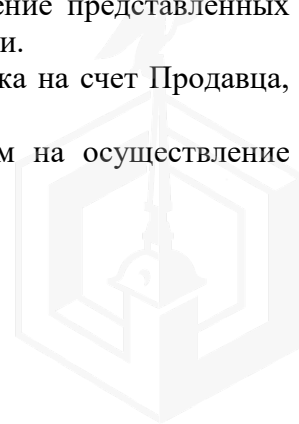 ение представленных
и.
ка на счет Продавца,
м на осуществление